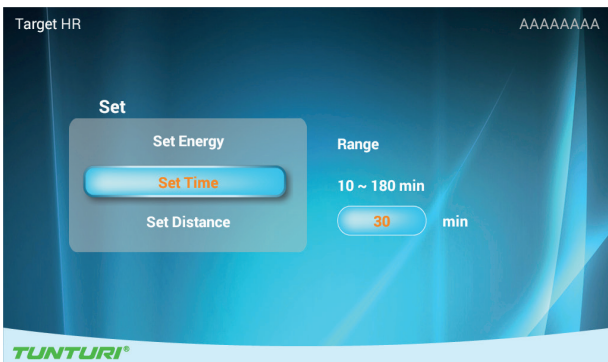 Target HR
AAAAAAAA
Set
Set Energy
Set Time
Set Distance
Range
10 ~ 180 min
30 min
TUNTURI®